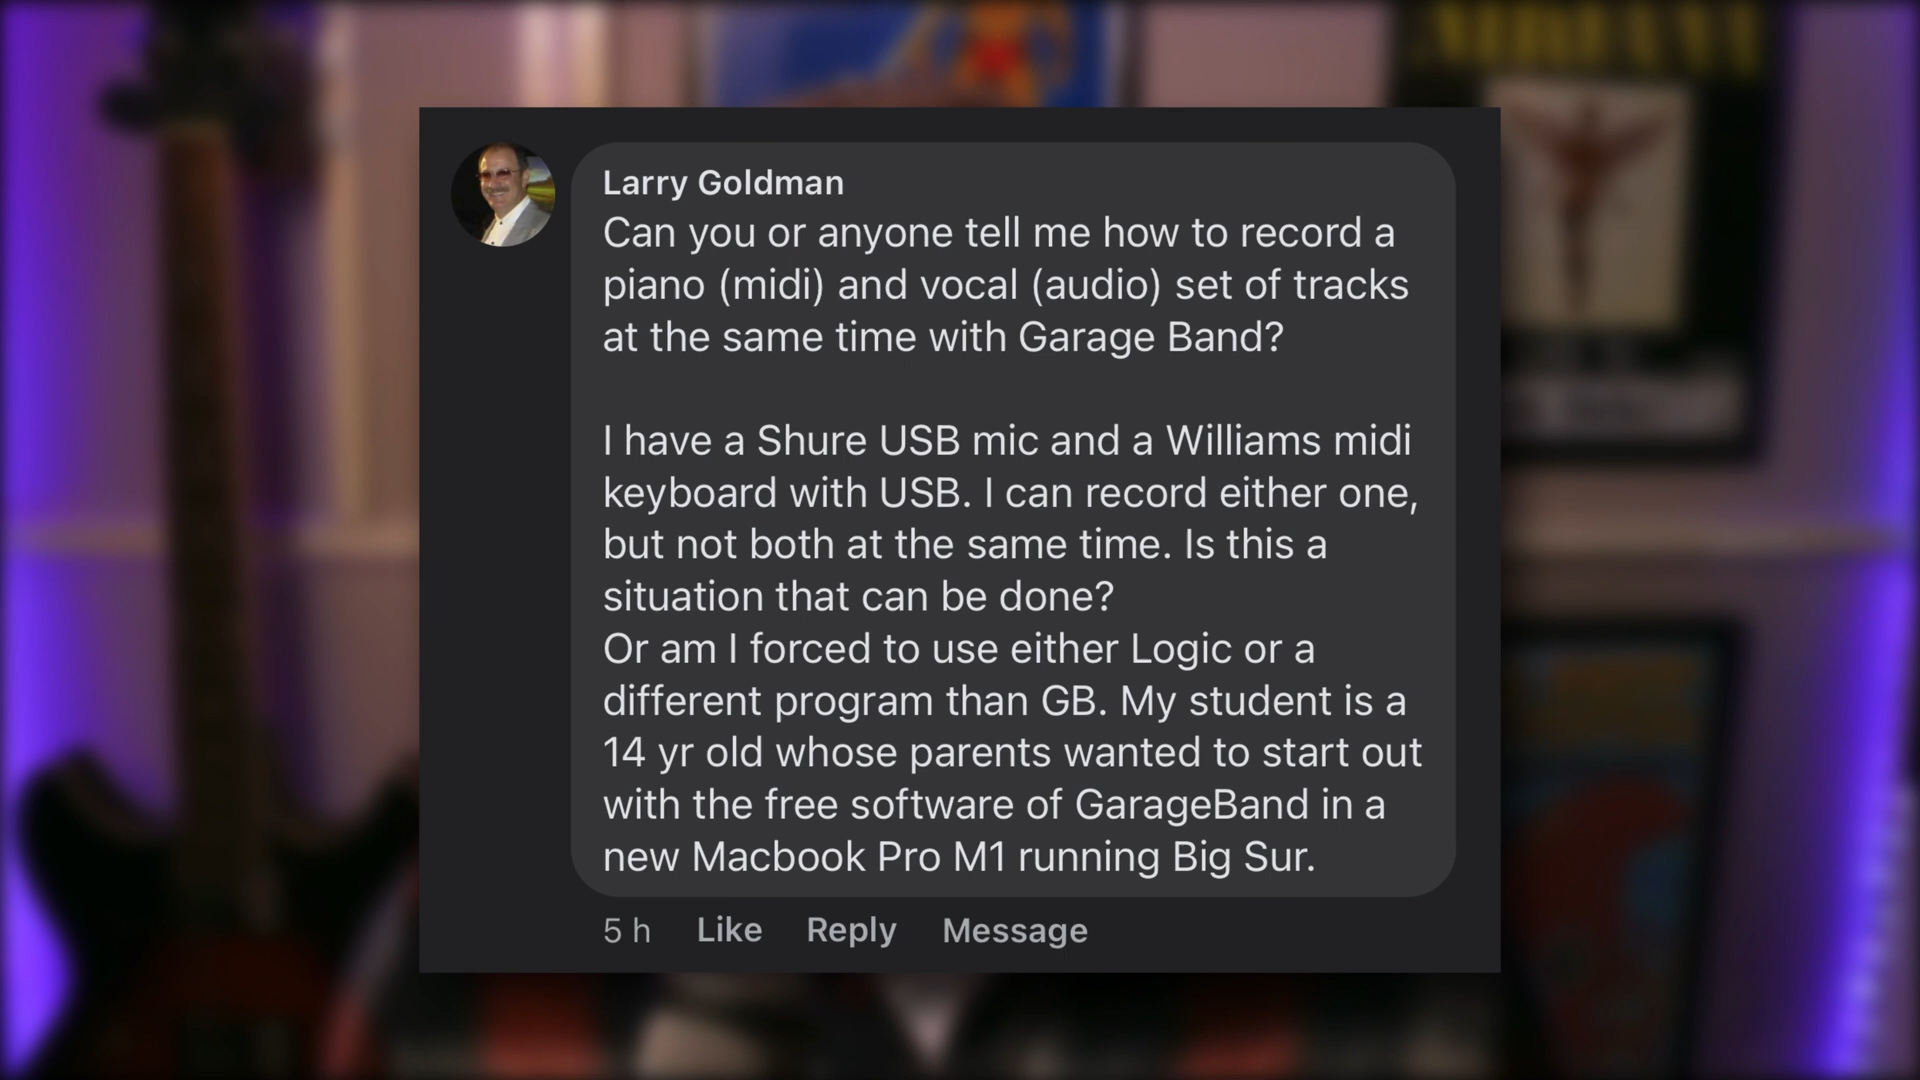 NIRVANA
Larry Goldman
Can you or anyone tell me how to record a
piano (midi) and vocal (audio) set of tracks
at the same time with Garage Band?
I have a Shure USB mic and a Williams midi
keyboard with USB. I can record either one,
but not both at the same time. Is this a
situation that can be done?
Or am I forced to use either Logic or a
different program than GB. My student is a
14 yr old whose parents wanted to start out
with the free software of GarageBand in a
new Macbook Pro M1 running Big Sur.
5 h Like Reply Message